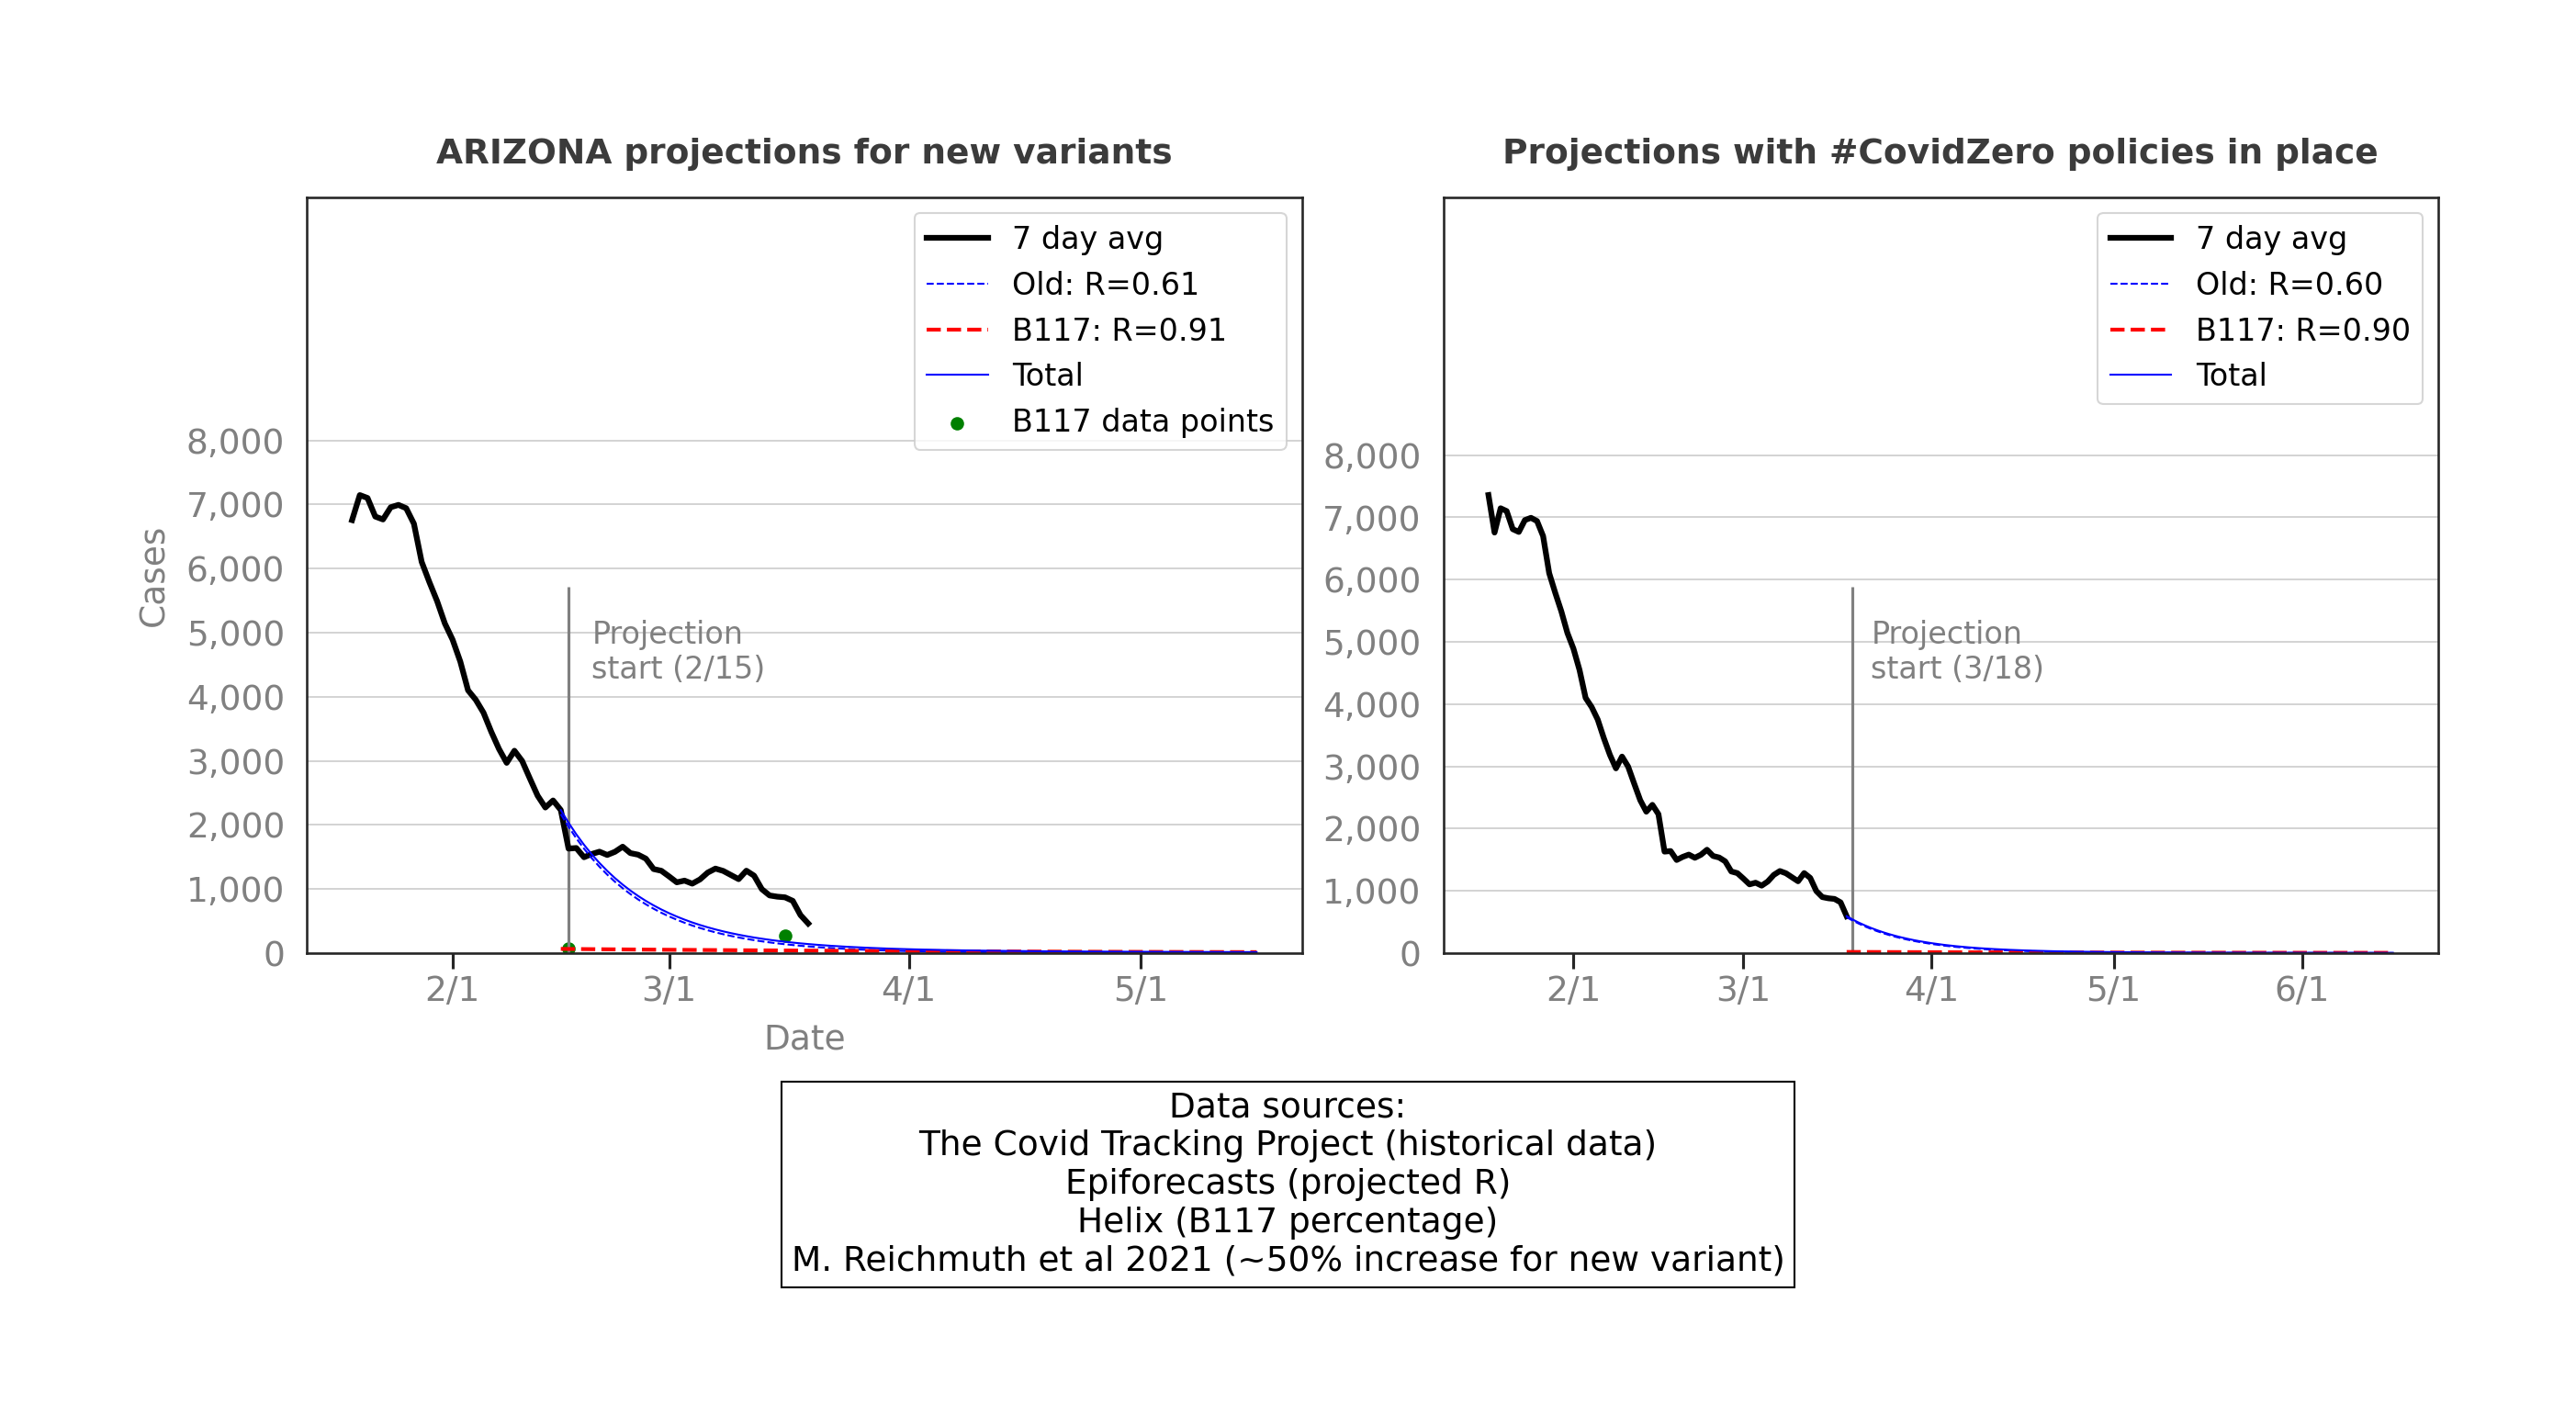 ARIZONA projections for new variants
7 day avg
Old: R=0.61
B117: R=0.91
Total
B117 data points
8,000
7,000
6,000
5,000
4,000
3,000
2,000
1,000
0
Cases
Projection
start (2/15)
2/1
3/1
4/1
5/1
Date
Projections with #CovidZero policies in place
7 day avg
Old: R=0.60
B117: R=0.90
Total
8,000
7,000
6,000
5,000
4,000
3,000
2,000
1,000
0
Projection
start (3/18)
2/1
3/1
4/1
5/1
6/1
Data sources:
The Covid Tracking Project (historical data)
Epiforecasts (projected R)
Helix (B117 percentage)
M. Reichmuth et al 2021 (~50% increase for new variant)